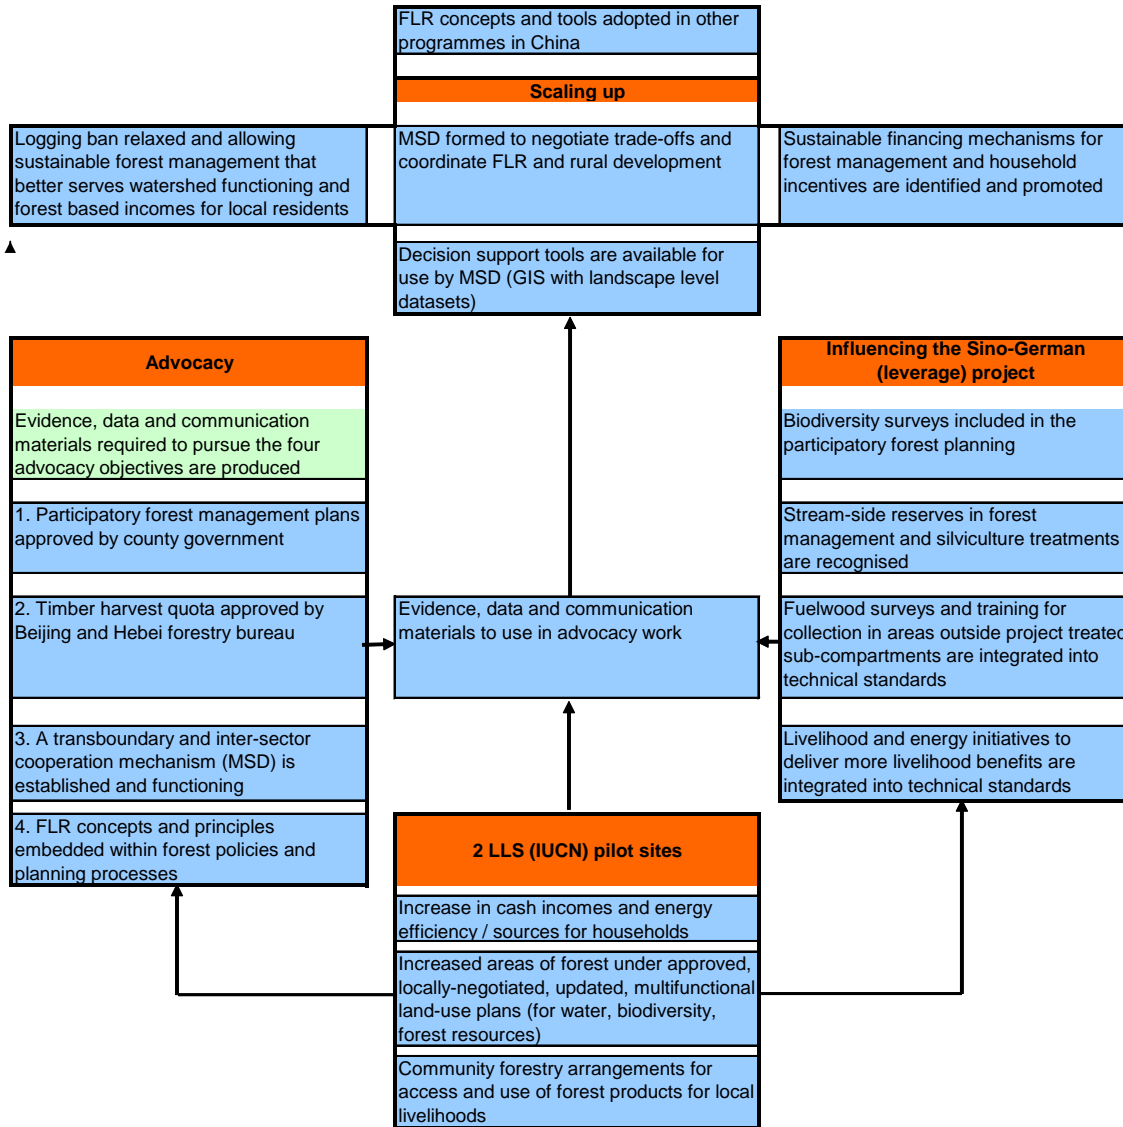 FLR concepts and tools adopted in other
programmes in China
Scaling up
Logging ban relaxed and allowing
sustainable forest management that
better serves watershed functioning and
forest based incomes for local residents
MSD formed to negotiate trade-offs and
coordinate FLR and rural development
Sustainable financing mechanisms for
forest management and household
incentives are identified and promoted
Decision support tools are available for
use by MSD (GIS with landscape level
datasets)
Advocacy
Evidence, data and communication
materials required to pursue the four
advocacy objectives are produced
1. Participatory forest management plans
approved by county government
2. Timber harvest quota approved by
Beijing and Hebei forestry bureau
3. A transboundary and inter-sector
cooperation mechanism (MSD) is
established and functioning
4. FLR concepts and principles
embedded within forest policies and
planning processes
Evidence, data and communication
materials to use in advocacy work
Influencing the Sino-German
(leverage) project
Biodiversity surveys included in the
participatory forest planning
Stream-side reserves in forest
management and silviculture treatments
are recognised
Fuelwood surveys and training for
collection in areas outside project treated
sub-compartments are integrated into
technical standards
Livelihood and energy initiatives to
deliver more livelihood benefits are
integrated into technical standards
2 LLS (IUCN) pilot sites
Increase in cash incomes and energy
efficiency / sources for households
Increased areas of forest under approved,
locally-negotiated, updated, multifunctional
land-use plans (for water, biodiversity,
forest resources)
Community forestry arrangements for
access and use of forest products for local
livelihoods